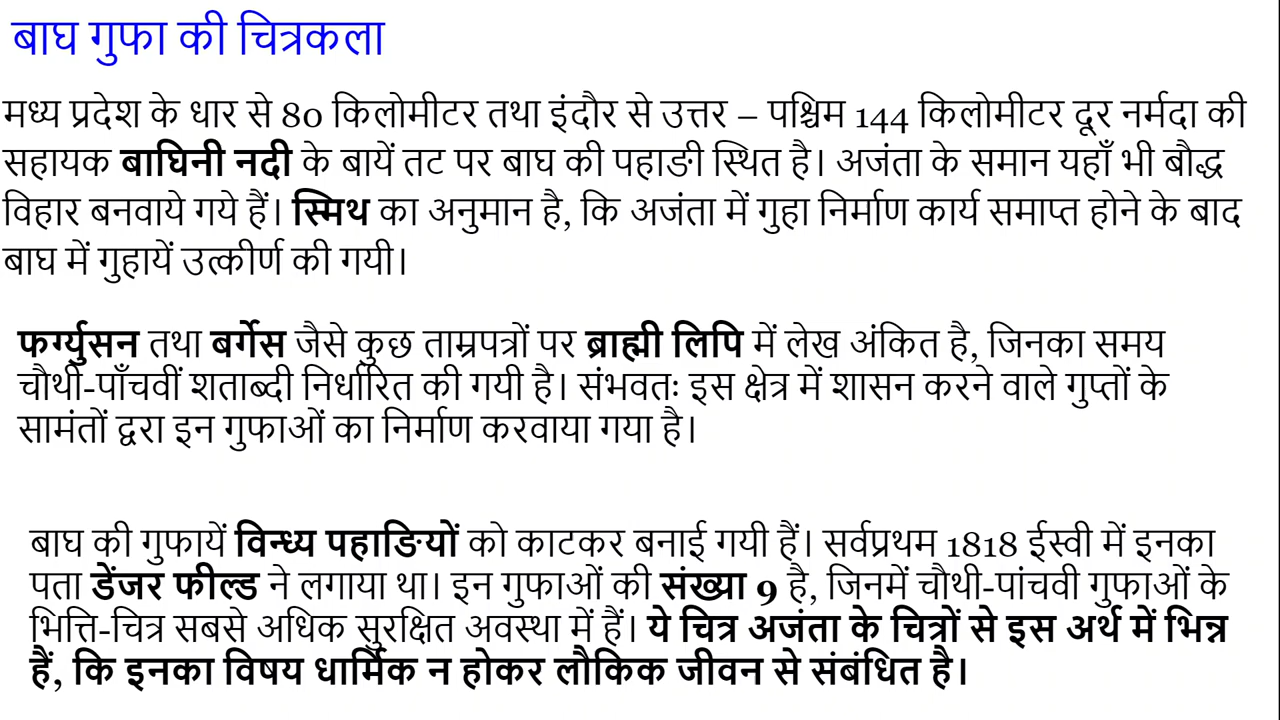 बाघ गुफा की चित्रकला
मध्य प्रदेश के धार से 80 किलोमीटर तथा इंदौर से उत्तर – पश्चिम 144 किलोमीटर दूर नर्मदा की
सहायक बाघिनी नदी के बायें तट पर बाघ की पहाङी स्थित है। अजंता के समान यहाँ भी बौद्ध
विहार बनवाये गये हैं। स्मिथ का अनुमान है, कि अजंता में गुहा निर्माण कार्य समाप्त होने के बाद
बाघ में गुहायें उत्कीर्ण की गयी।
फर्ग्युसन तथा बर्गेस जैसे कुछ ताम्रपत्रों पर ब्राह्मी लिपि में लेख अंकित है, जिनका समय
चौथी-पाँचवीं शताब्दी निर्धारित की गयी है। संभवतः इस क्षेत्र में शासन करने वाले गुप्तों के
सामंतों द्वरा इन गुफाओं का निर्माण करवाया गया है।
बाघ की गुफायें विन्ध्य पहाङियों को काटकर बनाई गयी हैं। सर्वप्रथम 1818 ईस्वी में इनका
पता डेंजर फील्ड ने लगाया था। इन गुफाओं की संख्या 9 है, जिनमें चौथी-पांचवी गुफाओं के
भित्ति-चित्र सबसे अधिक सुरक्षित अवस्था में हैं। ये चित्र अजंता के चित्रों से इस अर्थ में भिन्न
हैं, कि इनका विषय धार्मिक न होकर लौकिक जीवन से संबंधित है।